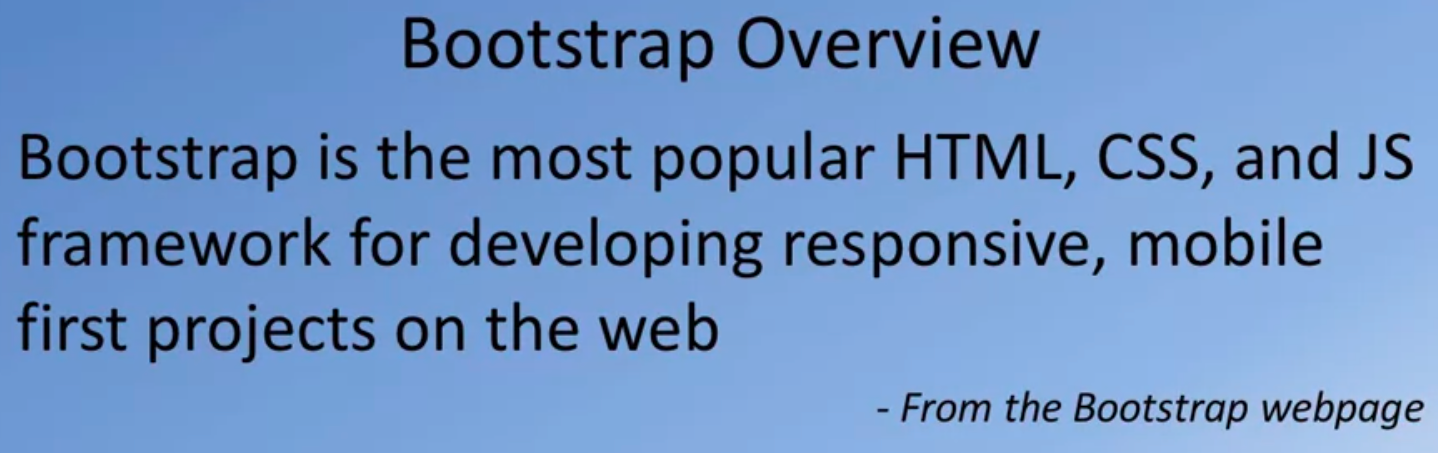 Bootstrap Overview
Bootstrap is the most popular HTML, CSS, and JS
framework for developing responsive, mobile
first projects on the web
- From the Bootstrap webpage